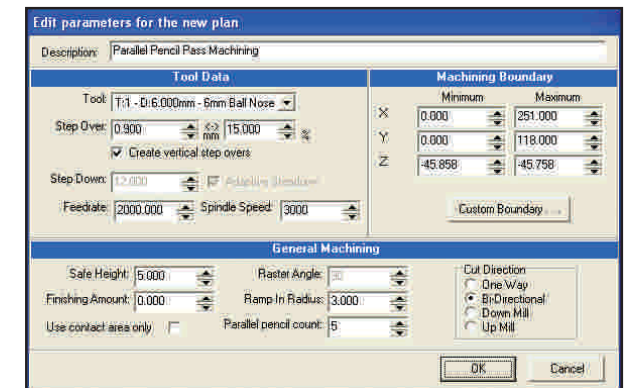 Edit parameters for the new plan
Description: Parallel Pencil Pass Machining
Tool Data
Tool: T:1 - D:6.000mm - 6mm Ball Nose
Step Over: 0.900 <-> mm 15.000 %
Create vertical step overs
Step Down: 12.000 Adaptive Stepdown
Feedrate: 2000.000 Spindle Speed: 3000
Machining Boundary
Minimum Maximum
X 0.000 251.000
Y 0.000 118.000
Z -45.858 -45.758
Custom Boundary ...
General Machining
Safe Height: 5.000 Raster Angle:
Finishing Amount: 0.000 Ramp In Radius: 3.000
Use contact area only Parallel pencil count: 5
Cut Direction
One Way
Bi-Directional
Down Mill
Up Mill
OK Cancel